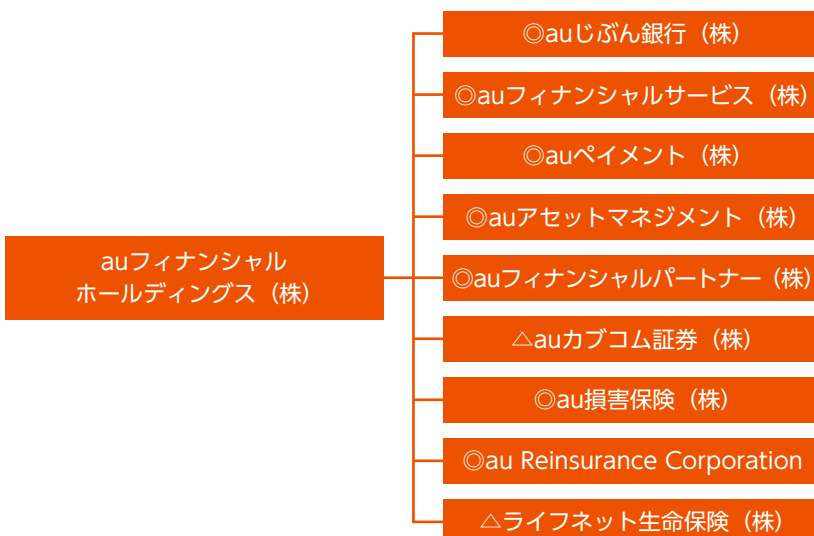 auフィナンシャル
ホールディングス（株）
◎auじぶん銀行（株）
◎auフィナンシャルサービス（株）
◎auペイメント（株）
◎auアセットマネジメント（株）
◎auフィナンシャルパートナー（株）
△auカブコム証券（株）
◎au損害保険（株）
◎au Reinsurance Corporation
△ライフネット生命保険（株）